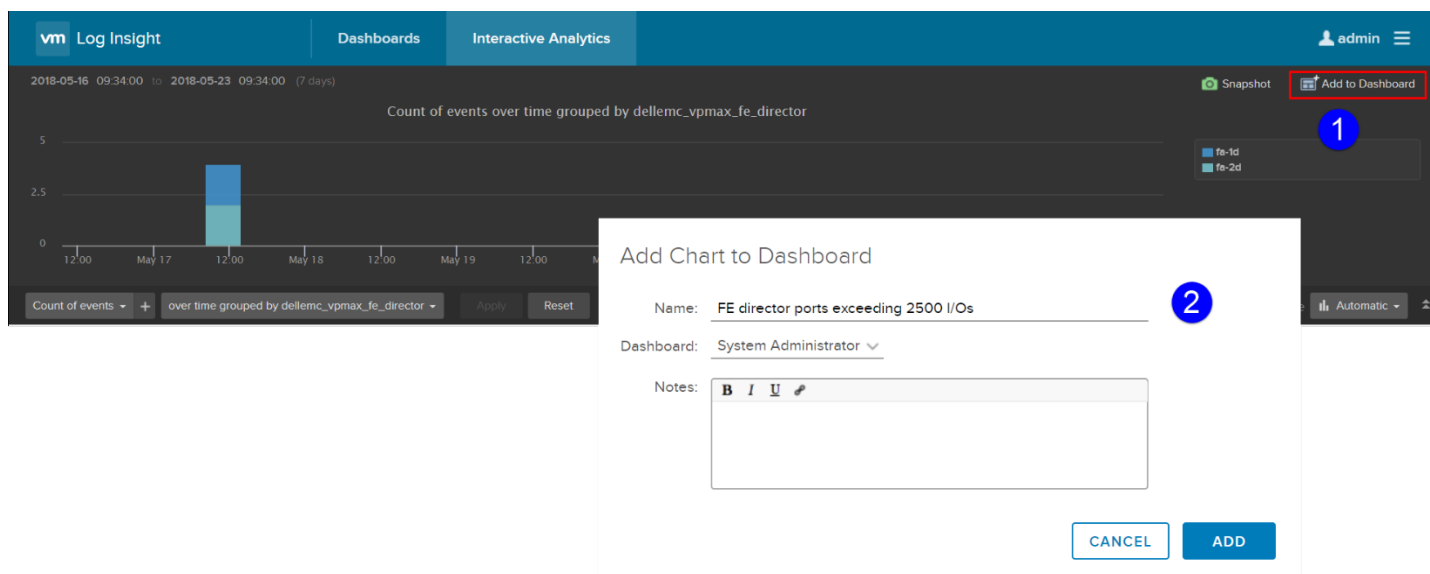 vm Log Insight Dashboards Interactive Analytics admin
2018-05-16 09:34:00 to 2018-05-23 09:34:00 (7 days) Snapshot Add to Dashboard
Count of events over time grouped by dellemc_vpmax_fe_director
1
5
fa-1d
fa-2d
2.5
0
12:00 May 17 12:00 May 18 12:00 May 19 12:00
Add Chart to Dashboard
Count of events + over time grouped by dellemc_vpmax_fe_director Apply Reset
Automatic
Name: FE director ports exceeding 2500 I/Os
2
Dashboard: System Administrator
Notes:
B I U
CANCEL ADD